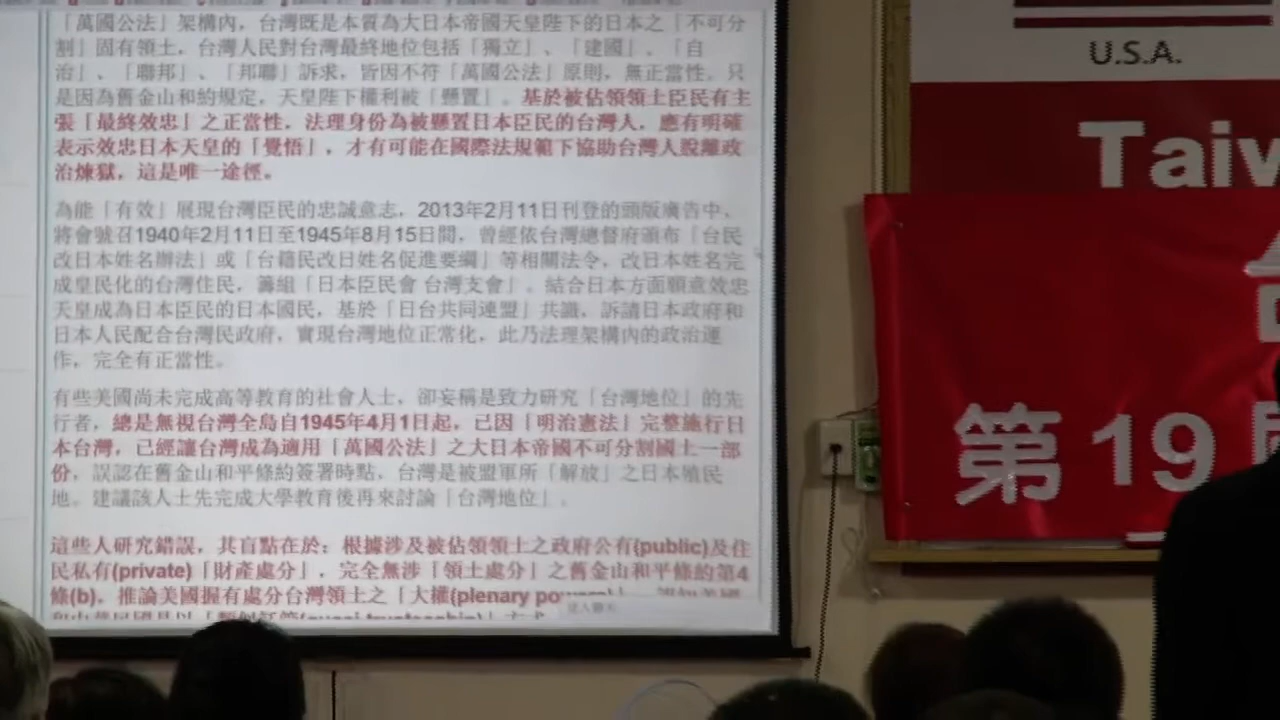 「萬國公法」架構內，台灣既是本質為大日本帝國天皇陛下的日本之「不可分
割」固有領土，台灣人民對台灣最終地位包括「獨立」、「建國」、「自
治」、「聯邦」、「邦聯」訴求，皆因不符「萬國公法」原則，無正當性。只
是因為舊金山和約規定，天皇陛下權利被「懸置」。基於被佔領領土臣民有主
張「最終效忠」之正當性，法理身份為被懸置日本臣民的台灣人，應有明確
表示效忠日本天皇的「覺悟」，才有可能在國際法規範下協助台灣人脫離政
治煉獄，這是唯一途徑。
為能「有效」展現台灣臣民的忠誠意志，2013年2月11日刊登的頭版廣告中，
將會號召1940年2月11日至1945年8月15日間，曾經依台灣總督府頒布「台民
改日本姓名辦法」或「台籍民改日姓名促進要綱」等相關法令，改日本姓名完
成皇民化的台灣住民，籌組「日本臣民會 台灣支會」。結合日本方面願意效忠
天皇成為日本臣民的日本國民，基於「日台共同連盟」共識，訴請日本政府和
日本人民配合台灣民政府，實現台灣地位正常化，此乃法理架構內的政治運
作，完全有正當性。
有些美國尚未完成高等教育的社會人士，卻妄稱是致力研究「台灣地位」的先
行者，總是無視台灣全島自1945年4月1日起，已因「明治憲法」完整施行日
本台灣，已經讓台灣成為適用「萬國公法」之大日本帝國不可分割國土一部
份，誤認在舊金山和平條約簽署時點，台灣是被盟軍所「解放」之日本殖民
地。建議該人士先完成大學教育後再來討論「台灣地位」。
這些人研究錯誤，其盲點在於：根據涉及被佔領領土之政府公有(public)及住
民私有(private)「財產處分」，完全無涉「領土處分」之舊金山和平條約第4
條(b)，推論美國握有處分台灣領土之「大權(plenary powers)
U.S.A.
Taiw
第 19